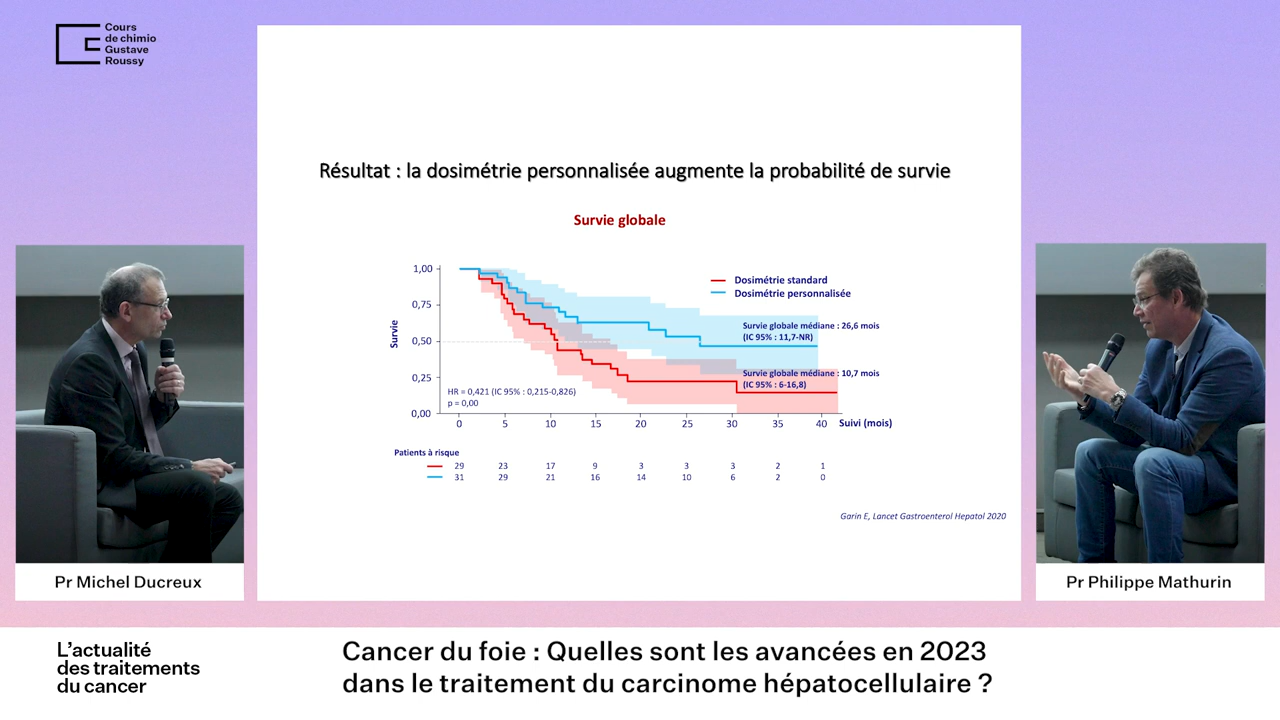 Cours
de chimio
Gustave
Roussy
Résultat : la dosimétrie personnalisée augmente la probabilité de survie
Survie globale
1,00
0,75
0,50
0,25
0,00
Survie
Dosimétrie standard
Dosimétrie personnalisée
Survie globale médiane : 26,6 mois
(IC 95% : 11,7-NR)
Survie globale médiane : 10,7 mois
(IC 95% : 6-16,8)
HR = 0,421 (IC 95% : 0,215-0,826)
p = 0,00
0 5 10 15 20 25 30 35 40 Suivi (mois)
Patients à risque
29 23 17 9 3 3 3 2 1
31 29 21 16 14 10 6 2 0
Garin E, Lancet Gastroenterol Hepatol 2020
Pr Michel Ducreux
Pr Philippe Mathurin
L’actualité
des traitements
du cancer
Cancer du foie : Quelles sont les avancées en 2023
dans le traitement du carcinome hépatocellulaire ?